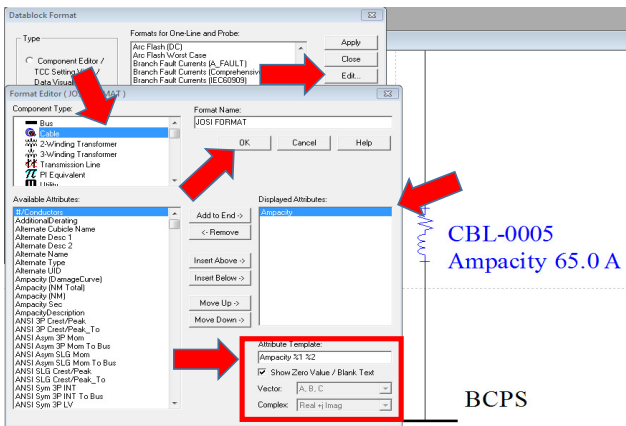 Datablock Format
Type
Component Editor /
TCC Setting
Data Visual
Formats for One-Line and Probe:
Arc Flash (DC)
Arc Flash Worst Case
Branch Fault Currents (A_FAULT)
Branch Fault Currents (Comprehensiv
Branch Fault Currents (IEC60909)
Apply
Close
Edit...
Format Editor ( JOSI FORMAT )
Component Type:
Bus
Cable
2-Winding Transformer
3-Winding Transformer
Transmission Line
PI Equivalent
Utility
Format Name:
JOSI FORMAT
OK
Cancel
Help
Available Attributes:
#/Conductors
AdditionalDerating
Alternate Cubicle Name
Alternate Desc 1
Alternate Desc 2
Alternate Name
Alternate Type
Alternate UID
Ampacity (DamageCurve)
Ampacity (NM Total)
Ampacity (NM)
Ampacity Sec
AmpacityDescription
ANSI 3P Crest/Peak
ANSI 3P Crest/Peak_To
ANSI Asym 3P Mom
ANSI Asym 3P Mom To Bus
ANSI Asym SLG Mom
ANSI Asym SLG Mom To Bus
ANSI SLG Crest/Peak
ANSI SLG Crest/Peak_To
ANSI Sym 3P INT
ANSI Sym 3P INT To Bus
ANSI Sym 3P LV
Add to End ->
<- Remove
Insert Above ->
Insert Below ->
Move Up ->
Move Down ->
Displayed Attributes:
Ampacity
Attribute Template:
Ampacity %1 %2
Show Zero Value / Blank Text
Vector: A, B, C
Complex: Real +j Imag
CBL-0005
Ampacity 65.0 A
BCPS